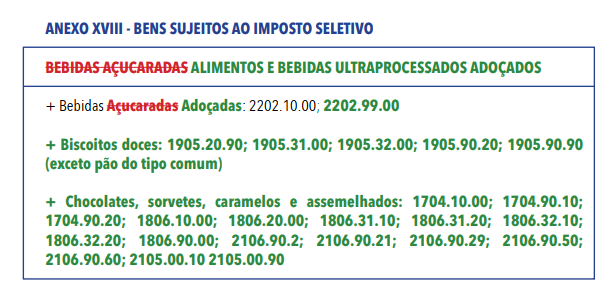 ANEXO XVIII - BENS SUJEITOS AO IMPOSTO SELETIVO
BEBIDAS AÇUCARADAS ALIMENTOS E BEBIDAS ULTRAPROCESSADOS ADOÇADOS
+ Bebidas Açucaradas Adoçadas: 2202.10.00; 2202.99.00
+ Biscoitos doces: 1905.20.90; 1905.31.00; 1905.32.00; 1905.90.20; 1905.90.90
(exceto pão do tipo comum)
+ Chocolates, sorvetes, caramelos e assemelhados: 1704.10.00; 1704.90.10;
1704.90.20; 1806.10.00; 1806.20.00; 1806.31.10; 1806.31.20; 1806.32.10;
1806.32.20; 1806.90.00; 2106.90.2; 2106.90.21; 2106.90.29; 2106.90.50;
2106.90.60; 2105.00.10 2105.00.90